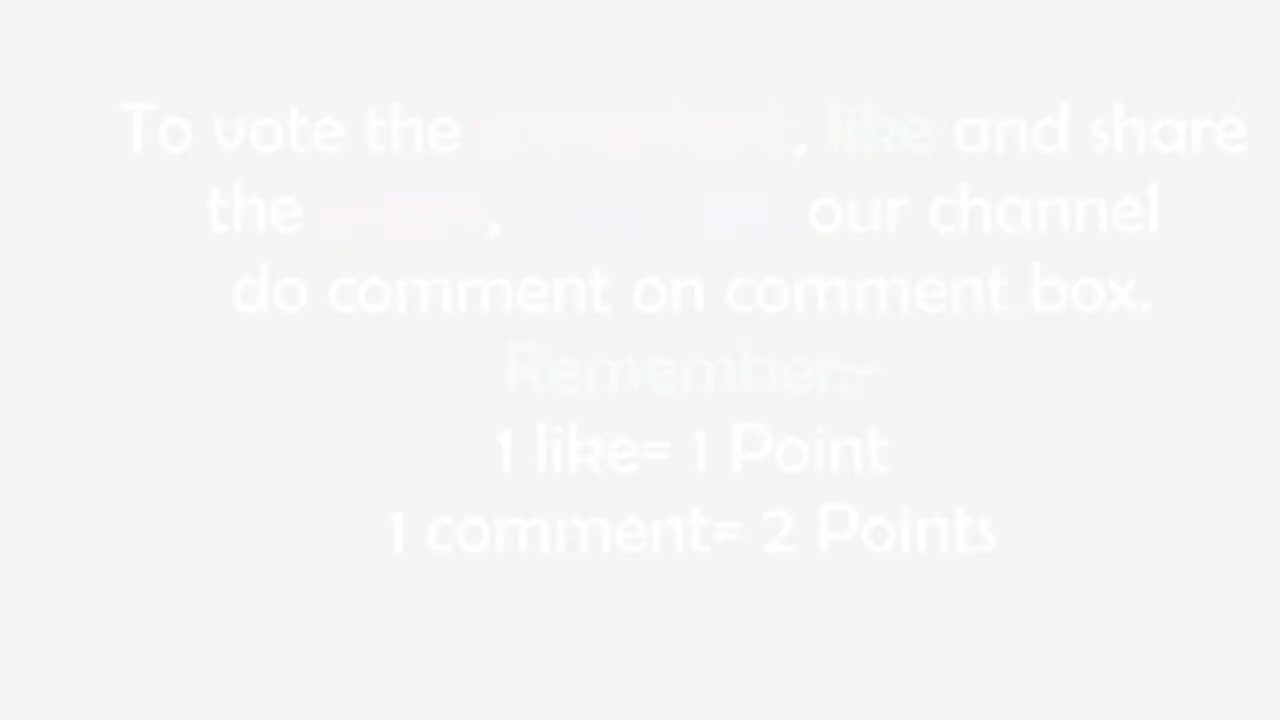 To vote the , like and share
the , our channel
do comment on comment box.
Remember:-
1 like= 1 Point
1 comment= 2 Points